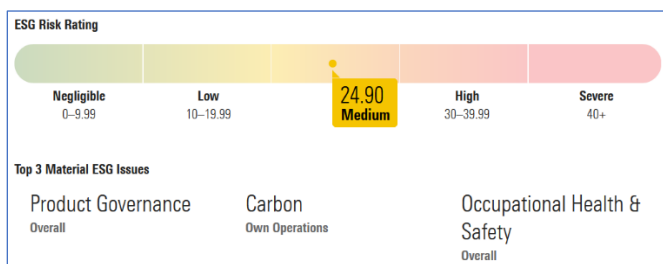 ESG Risk Rating
24.90
Medium
Negligible
0–9.99
Low
10–19.99
High
30–39.99
Severe
40+
Top 3 Material ESG Issues
Product Governance
Overall
Carbon
Own Operations
Occupational Health &
Safety
Overall